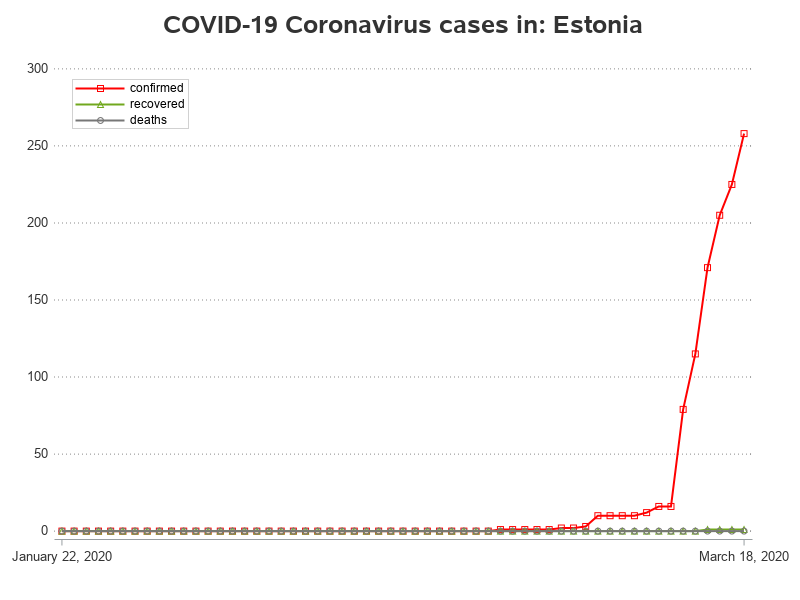 COVID-19 Coronavirus cases in: Estonia
300
confirmed
recovered
deaths
250
200
150
100
50
0
January 22, 2020
March 18, 2020